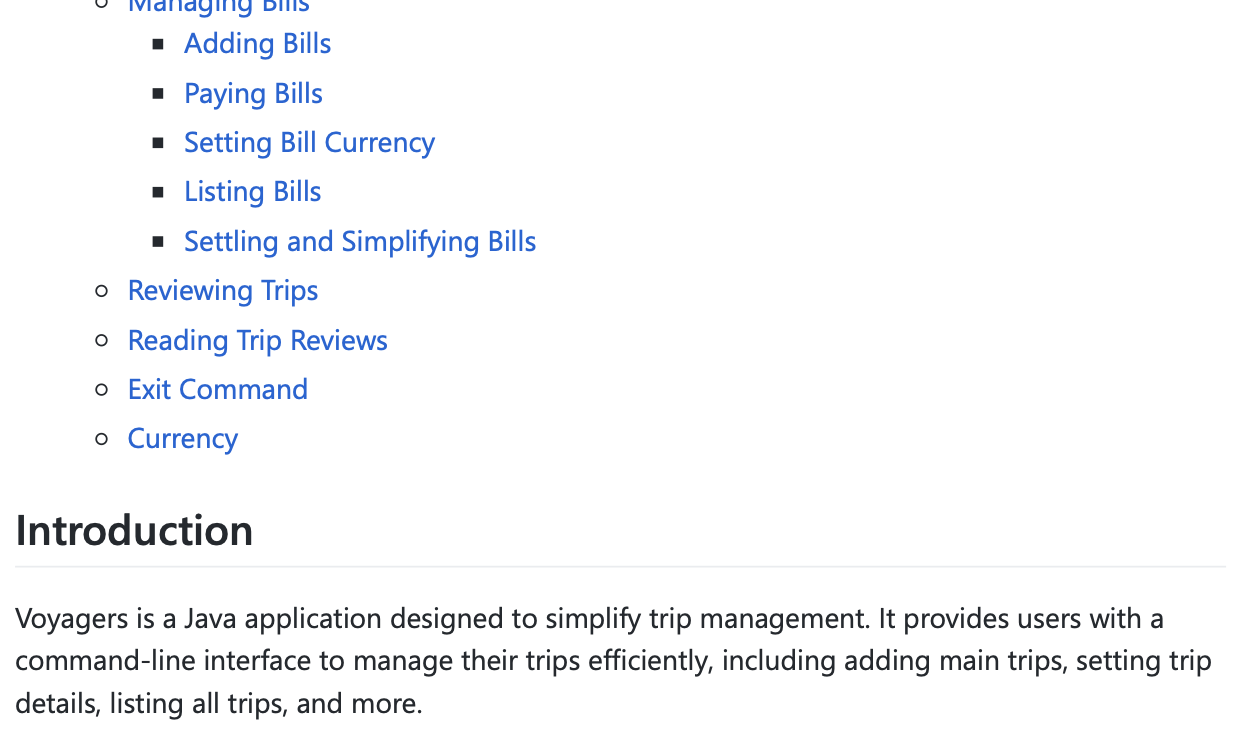 Managing Bills
Adding Bills
Paying Bills
Setting Bill Currency
Listing Bills
Settling and Simplifying Bills
Reviewing Trips
Reading Trip Reviews
Exit Command
Currency
Introduction
Voyagers is a Java application designed to simplify trip management. It provides users with a
command-line interface to manage their trips efficiently, including adding main trips, setting trip
details, listing all trips, and more.